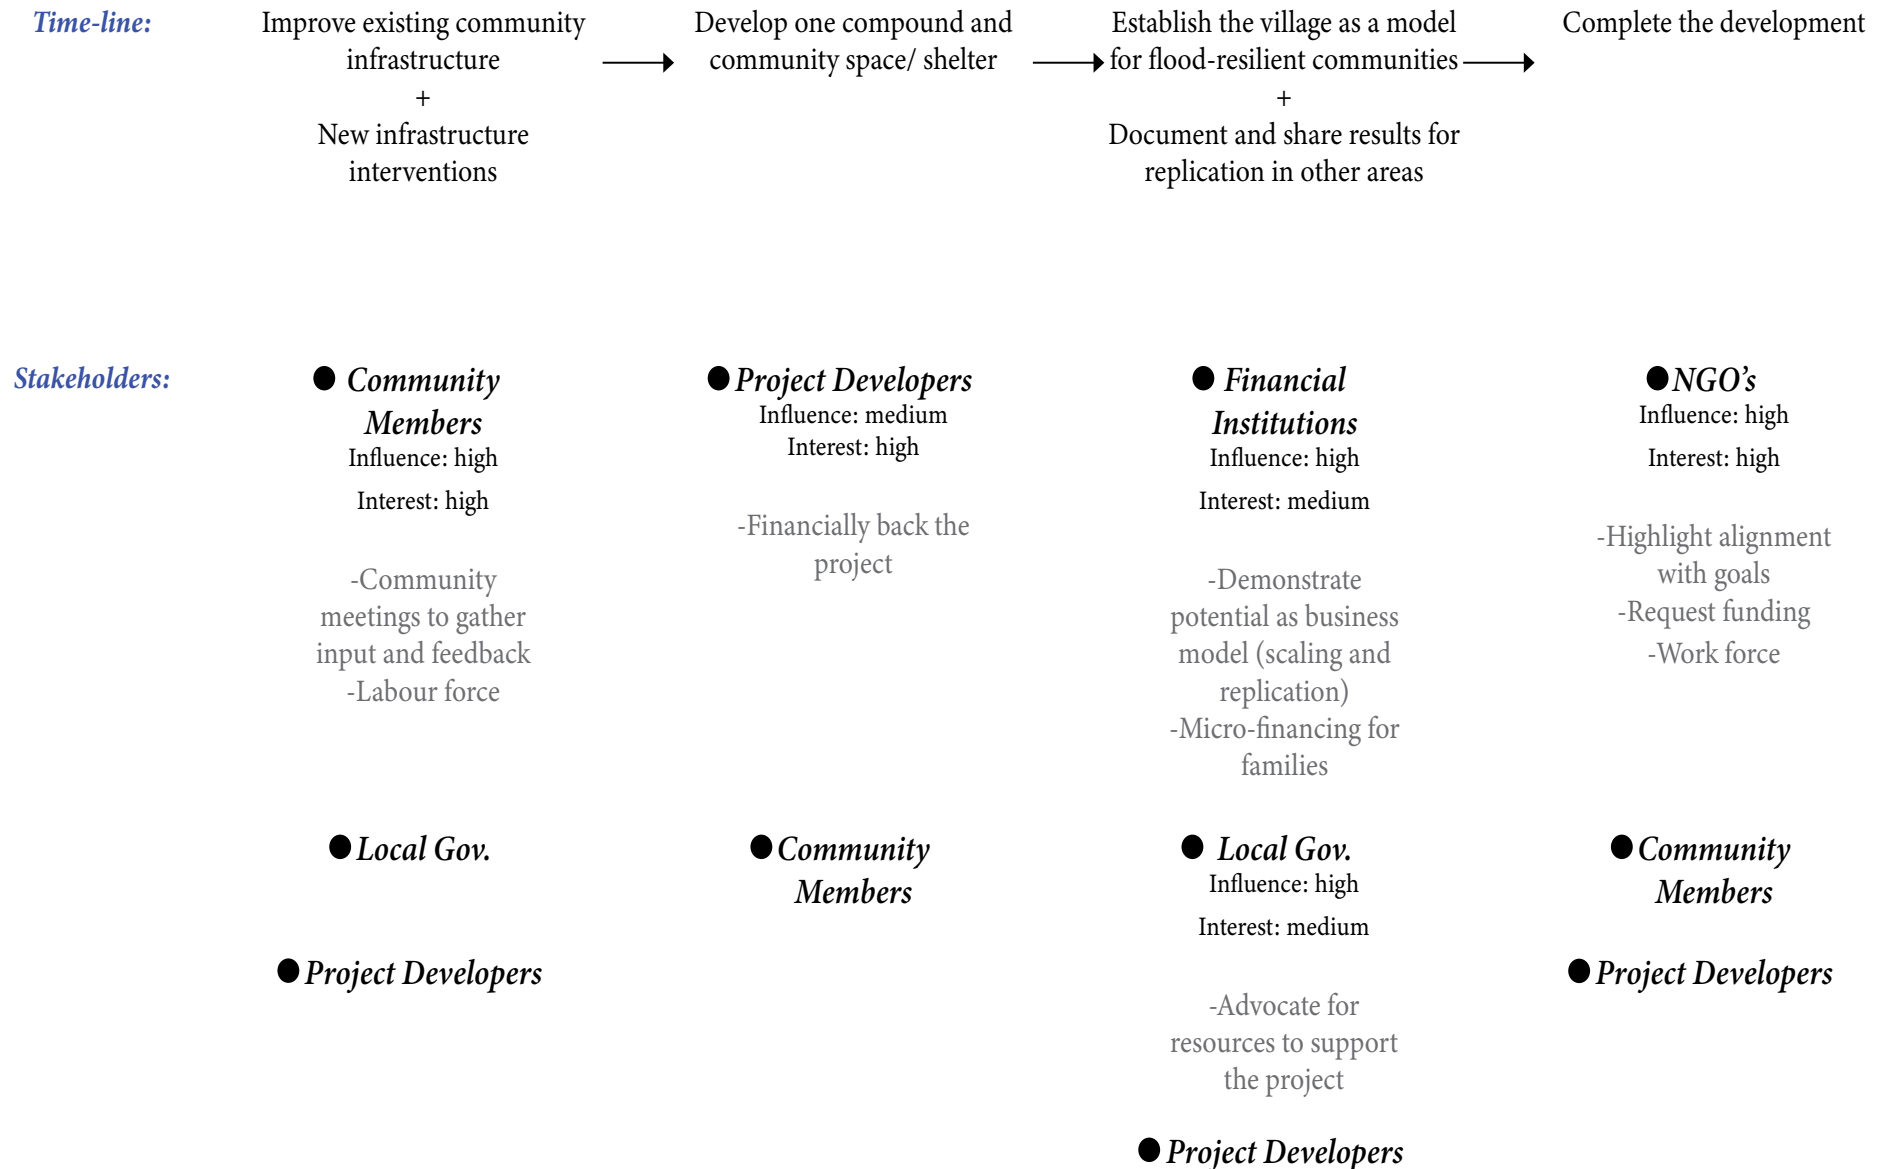 Time-line:
Improve existing community
infrastructure
+
New infrastructure
interventions
Develop one compound and
community space/ shelter
Establish the village as a model
for flood-resilient communities
+
Document and share results for
replication in other areas
Complete the development
Stakeholders:
● Community
Members
Influence: high
Interest: high
-Community
meetings to gather
input and feedback
-Labour force
● Local Gov.
● Project Developers
● Project Developers
Influence: medium
Interest: high
-Financially back the
project
● Community
Members
● Financial
Institutions
Influence: high
Interest: medium
-Demonstrate
potential as business
model (scaling and
replication)
-Micro-financing for
families
● Local Gov.
Influence: high
Interest: medium
-Advocate for
resources to support
the project
● Project Developers
● NGO’s
Influence: high
Interest: high
-Highlight alignment
with goals
-Request funding
-Work force
● Community
Members
● Project Developers